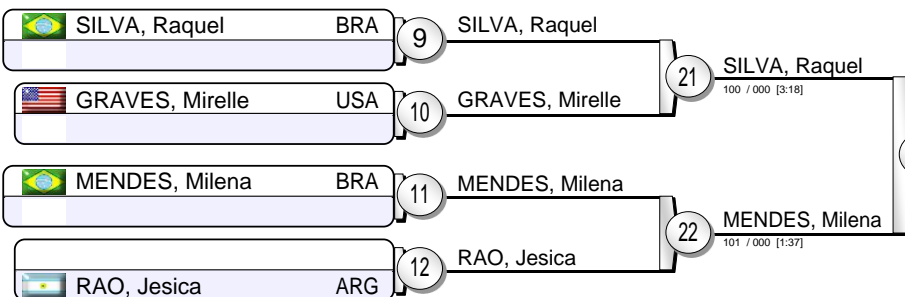 SILVA, Raquel BRA
9
SILVA, Raquel
GRAVES, Mirelle USA
10
GRAVES, Mirelle
21
SILVA, Raquel
100 / 000 [3:18]
MENDES, Milena BRA
11
MENDES, Milena
RAO, Jesica ARG
12
RAO, Jesica
22
MENDES, Milena
101 / 000 [1:37]